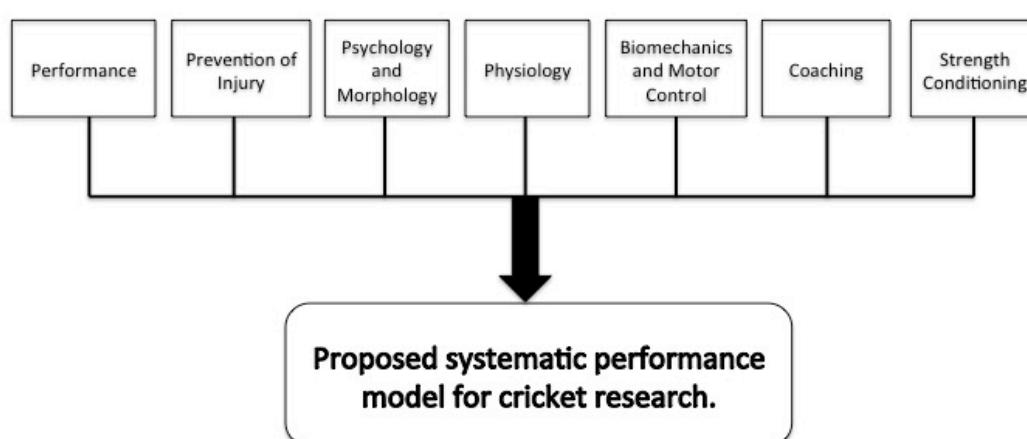 Performance
Prevention of
Injury
Psychology
and
Morphology
Physiology
Biomechanics
and Motor
Control
Coaching
Strength
Conditioning
Proposed systematic performance
model for cricket research.